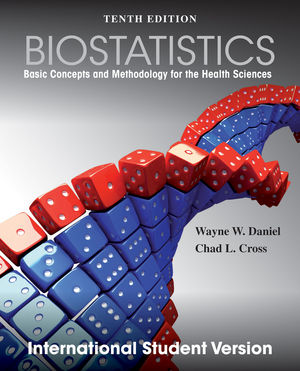 TENTH EDITION
BIOSTATISTICS
Basic Concepts and Methodology for the Health Sciences
Wayne W. Daniel
Chad L. Cross
International Student Version